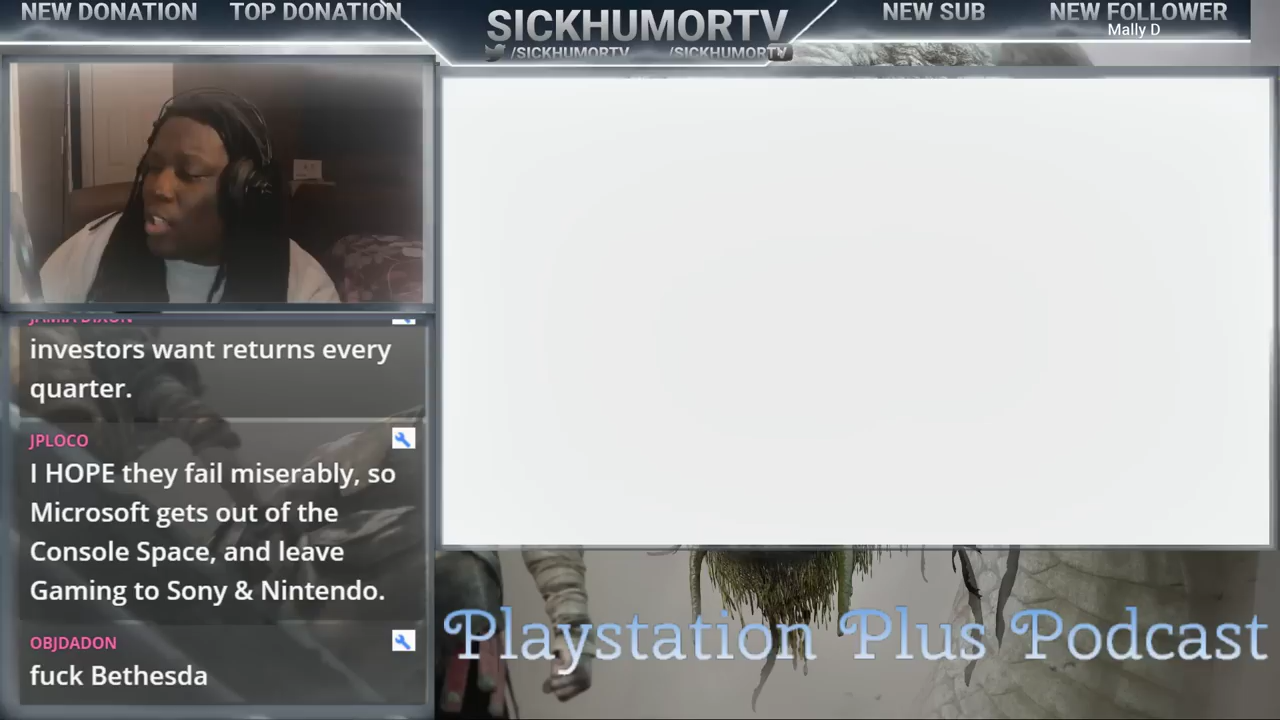 NEW DONATION
TOP DONATION
SICKHUMORTV
/SICKHUMORTV
/SICKHUMORTV
NEW SUB
NEW FOLLOWER
Mally D
JAMIA DIXON
investors want returns every
quarter.
JPLOCO
I HOPE they fail miserably, so
Microsoft gets out of the
Console Space, and leave
Gaming to Sony & Nintendo.
OBJDADON
fuck Bethesda
Playstation Plus Podcast